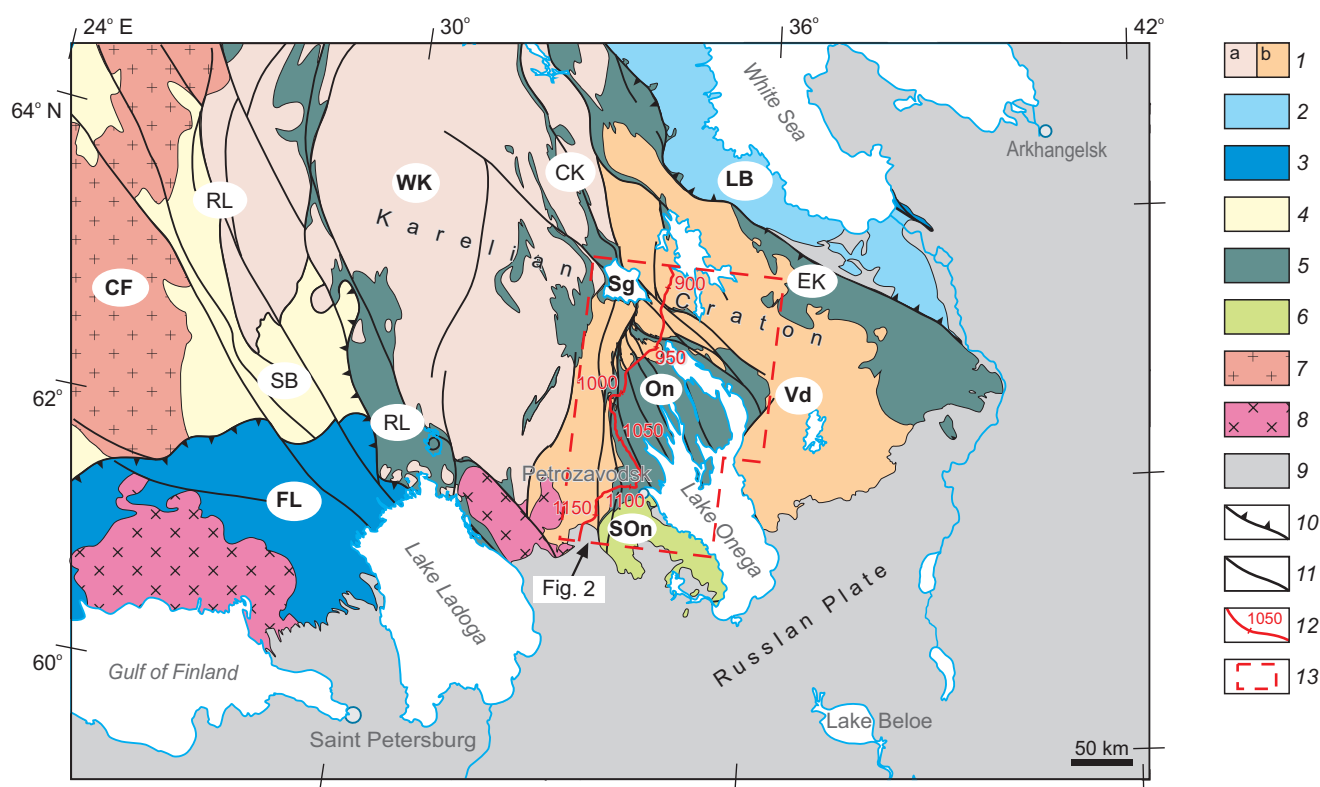 24° E
30°
36°
42°
64° N
62°
60°
White Sea
Arkhangelsk
WK
CK
LB
RL
Karelian
CF
Sg
900
EK
Craton
950
SB
1000
On
Vd
RL
1050
Petrozavodsk
FL
1150
1100
SOn
Lake Onega
Lake Ladoga
Fig. 2
Russian Plate
Gulf of Finland
Saint Petersburg
Lake Beloe
50 km
a b 1
2
3
4
5
6
7
8
9
10
11
1050 12
13